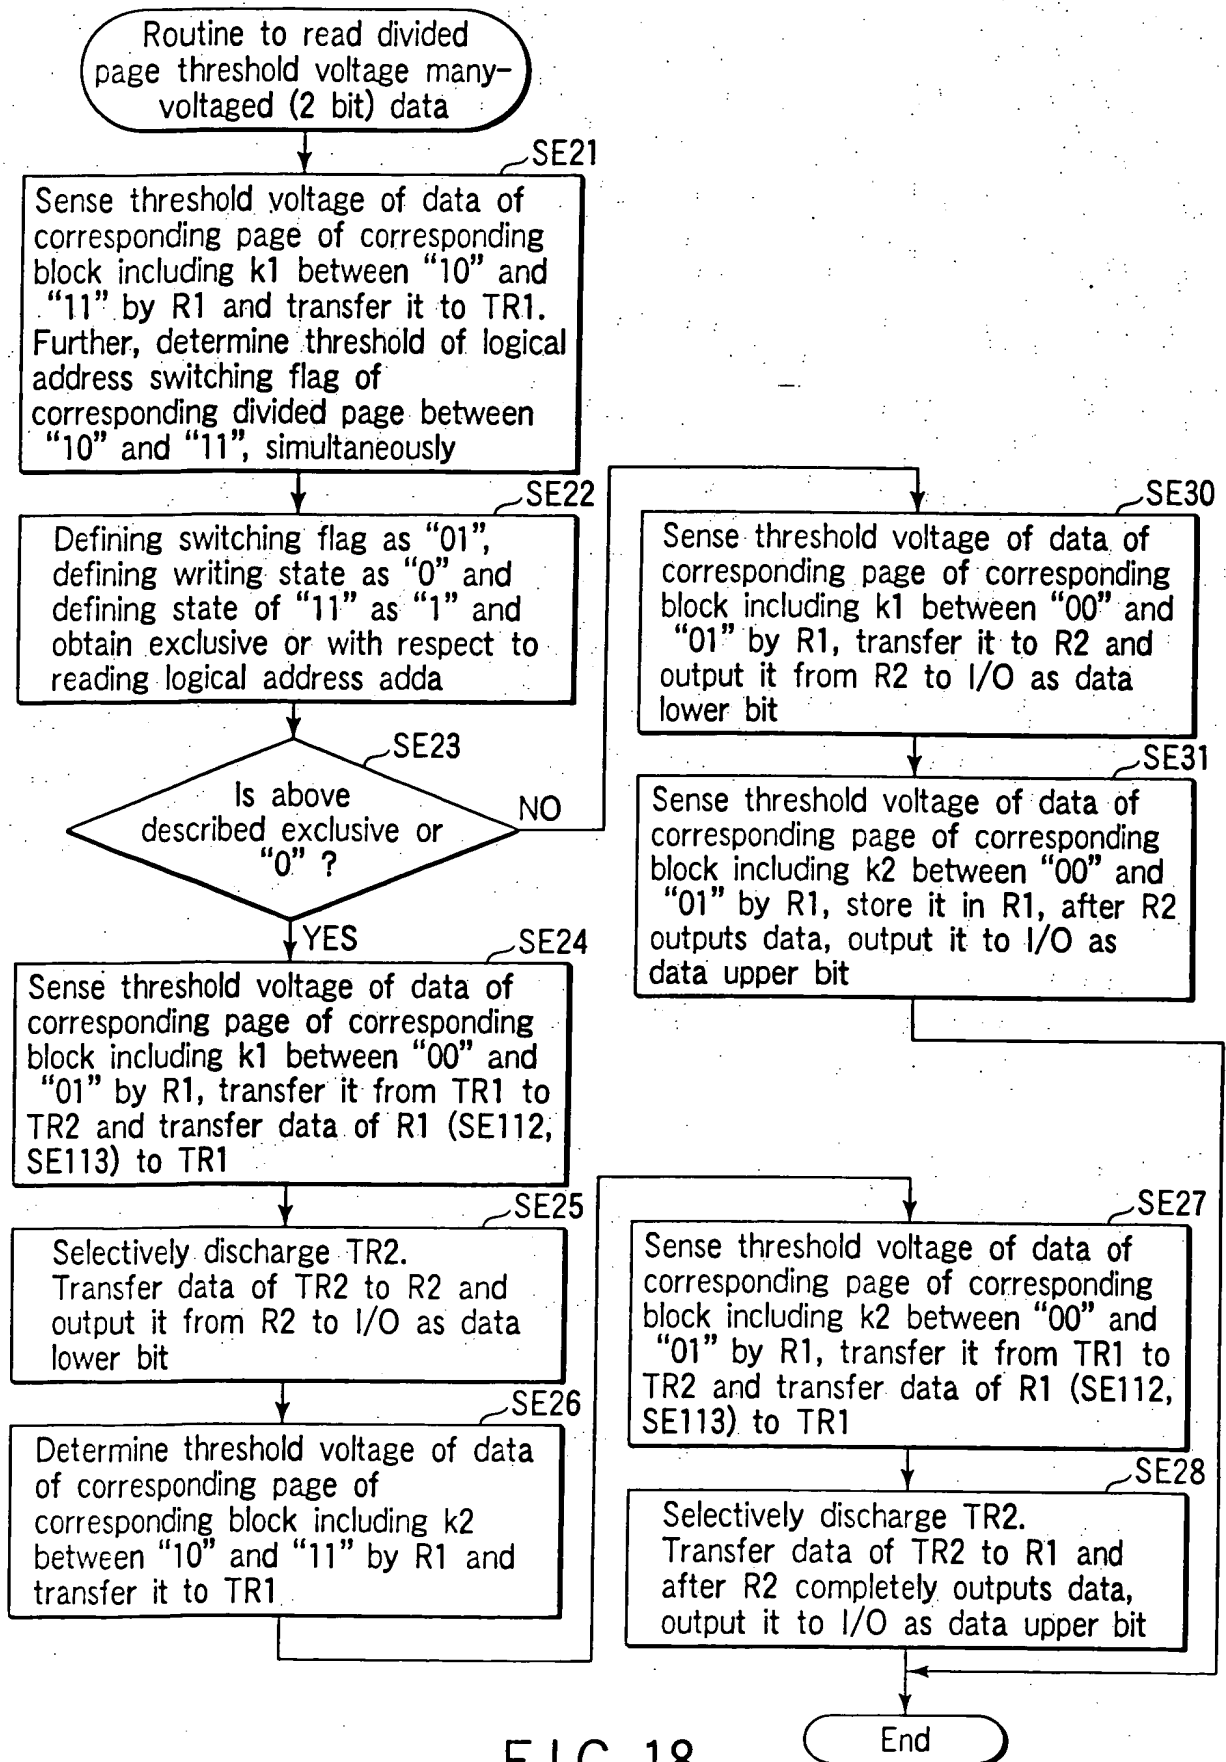 Routine to read divided
page threshold voltage many-
voltaged (2 bit) data
SE21
Sense threshold voltage of data of
corresponding page of corresponding
block including k1 between “10” and
“11” by R1 and transfer it to TR1.
Further, determine threshold of logical
address switching flag of
corresponding divided page between
“10” and “11”, simultaneously
SE22
Defining switching flag as “01”,
defining writing state as “0” and
defining state of “11” as “1” and
obtain exclusive or with respect to
reading logical address adda
SE23
Is above
described exclusive or
“0” ?
NO
YES
SE24
Sense threshold voltage of data of
corresponding page of corresponding
block including k1 between “00” and
“01” by R1, transfer it from TR1 to
TR2 and transfer data of R1 (SE112,
SE113) to TR1
SE25
Selectively discharge TR2.
Transfer data of TR2 to R2 and
output it from R2 to I/O as data
lower bit
SE26
Determine threshold voltage of data
of corresponding page of
corresponding block including k2
between “10” and “11” by R1 and
transfer it to TR1
SE30
Sense threshold voltage of data of
corresponding page of corresponding
block including k1 between “00” and
“01” by R1, transfer it to R2 and
output it from R2 to I/O as data
lower bit
SE31
Sense threshold voltage of data of
corresponding page of corresponding
block including k2 between “00” and
“01” by R1, store it in R1, after R2
outputs data, output it to I/O as
data upper bit
SE27
Sense threshold voltage of data of
corresponding page of corresponding
block including k2 between “00” and
“01” by R1, transfer it from TR1 to
TR2 and transfer data of R1 (SE112,
SE113) to TR1
SE28
Selectively discharge TR2.
Transfer data of TR2 to R1 and
after R2 completely outputs data,
output it to I/O as data upper bit
End
FIG. 18